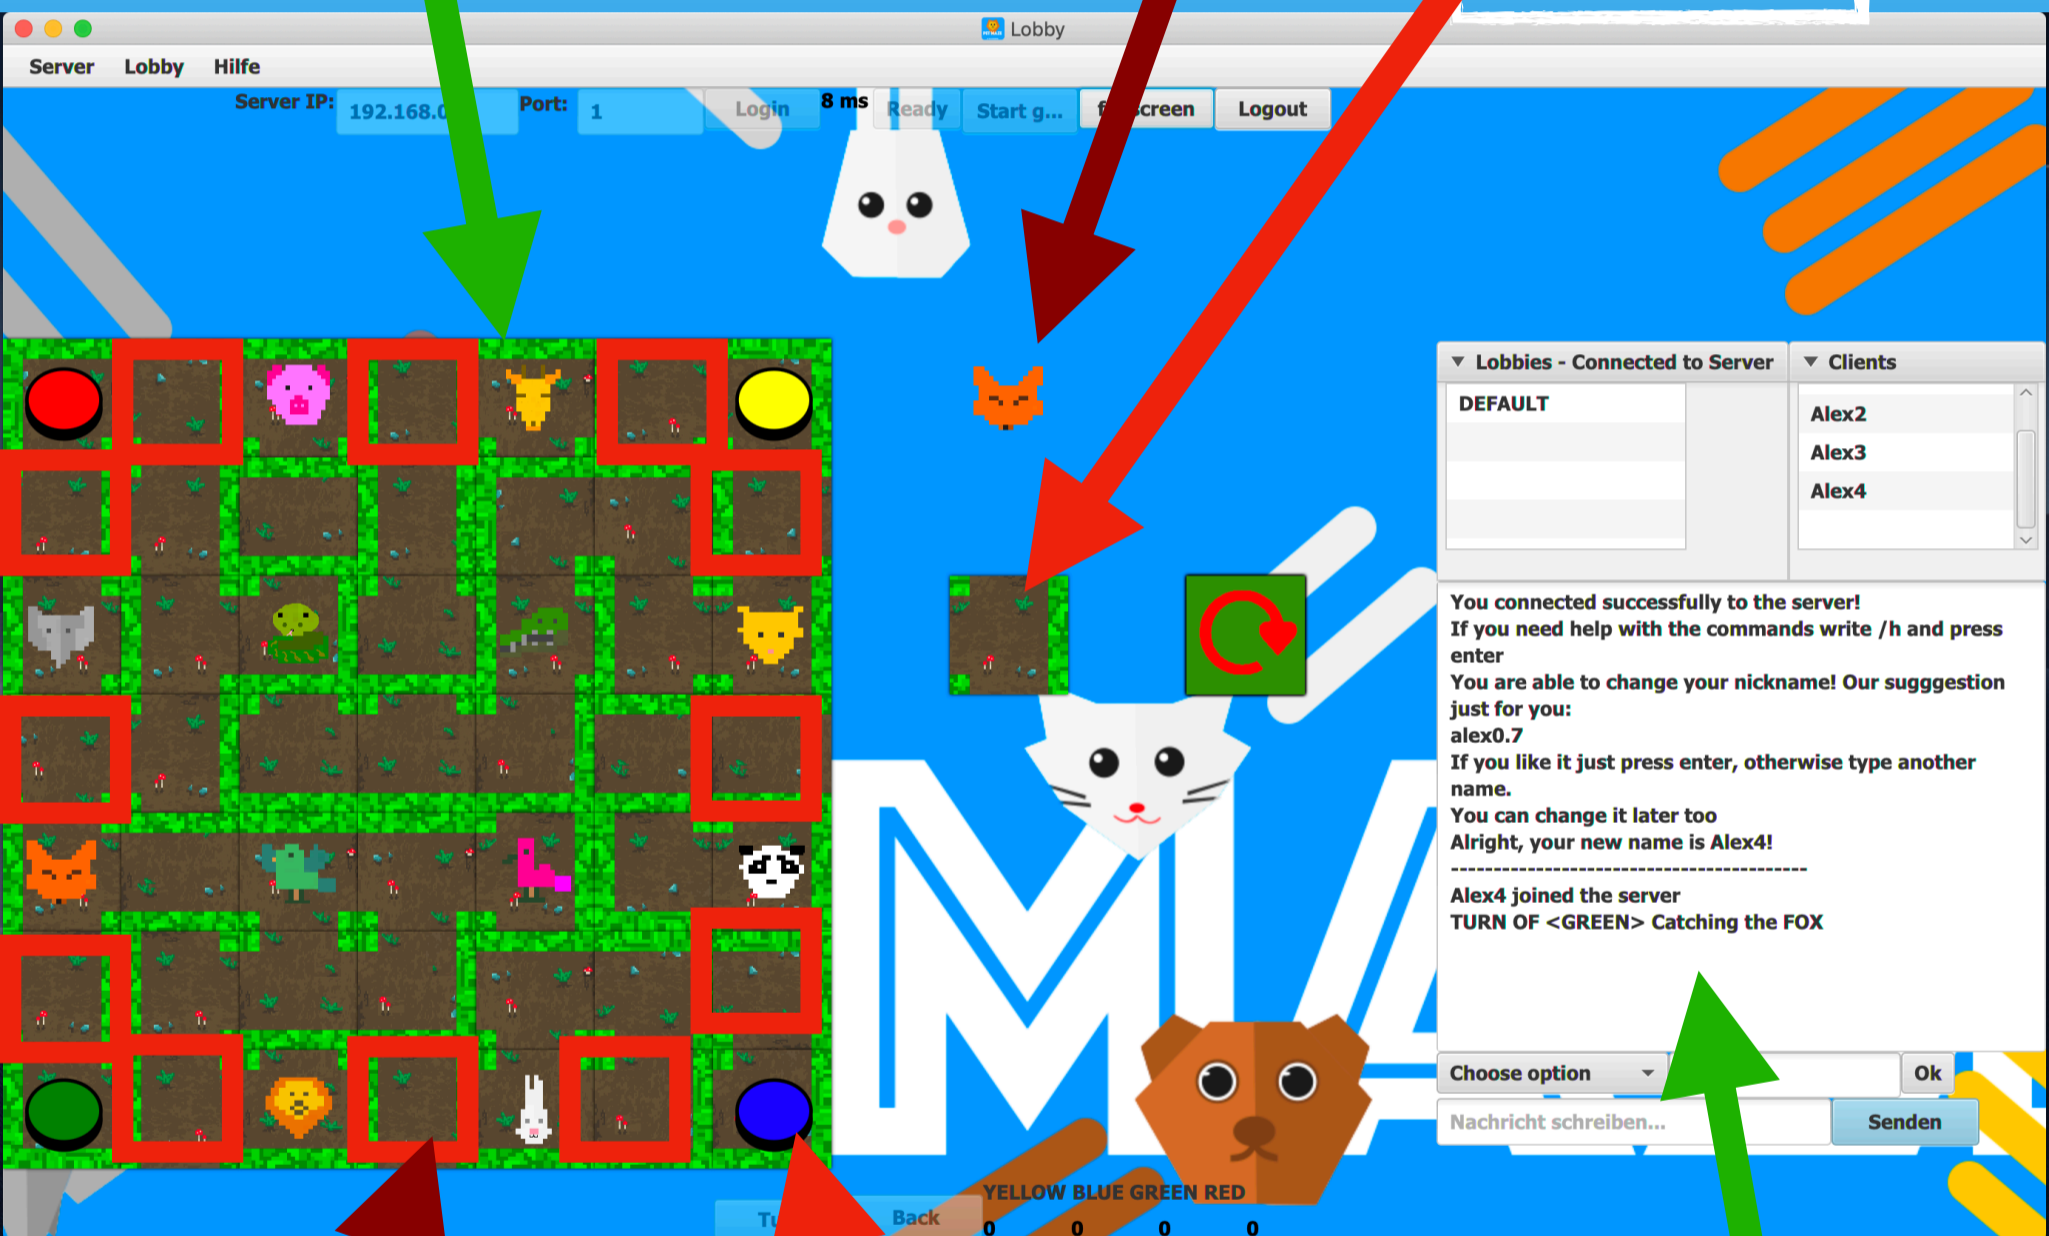 Lobby
Server Lobby Hilfe
Server IP: 192.168.0 Port: 1 Login 8 ms Ready Start g... screen Logout
Lobbies - Connected to Server Clients
DEFAULT
Alex2
Alex3
Alex4
You connected successfully to the server!
If you need help with the commands write /h and press
enter
You are able to change your nickname! Our sugggestion
just for you:
alex0.7
If you like it just press enter, otherwise type another
name.
You can change it later too
Alright, your new name is Alex4!
-----------------------------------------
Alex4 joined the server
TURN OF <GREEN> Catching the FOX
Choose option Ok
Nachricht schreiben... Senden
YELLOW BLUE GREEN RED
Back
0 0 0 0